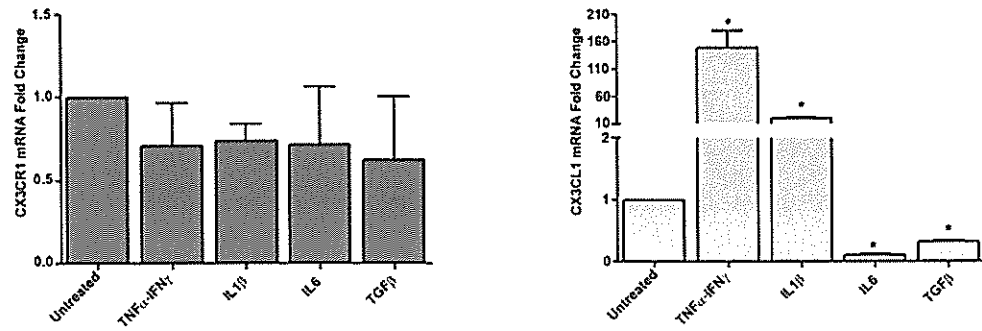 CX3CR1 mRNA Fold Change
1.5
1.0
0.5
0.0
Untreated
TNFα-IFNγ
IL1β
IL6
TGFβ
CX3CL1 mRNA Fold Change
210
160
110
60
10
2
1
0
*
*
*
*
Untreated
TNFα-IFNγ
IL1β
IL6
TGFβ